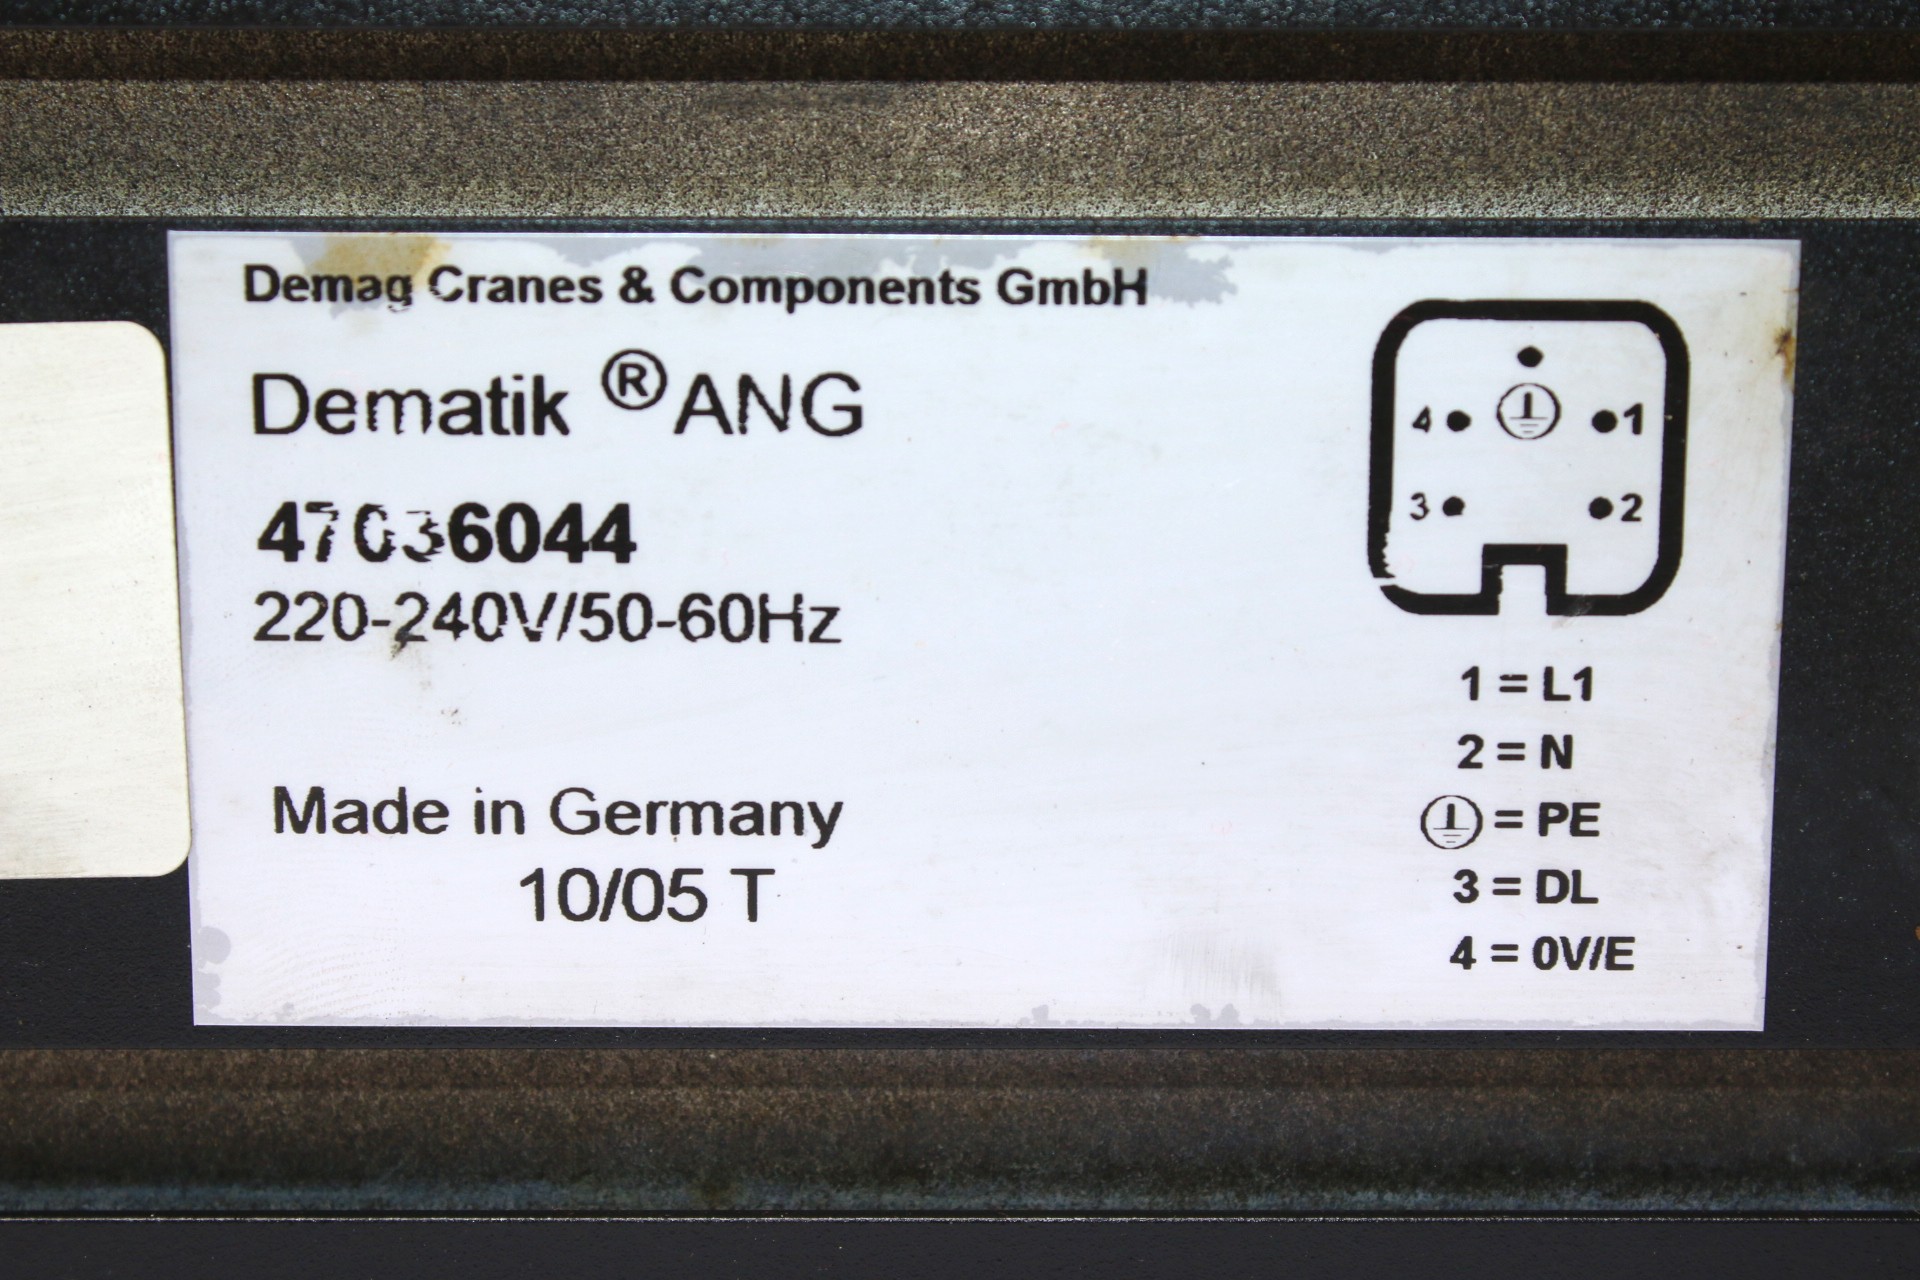 Demag Cranes & Components GmbH
Dematik ® ANG
47036044
220-240V/50-60Hz
Made in Germany
10/05 T
4 1
3 2
1 = L1
2 = N
⏚ = PE
3 = DL
4 = 0V/E